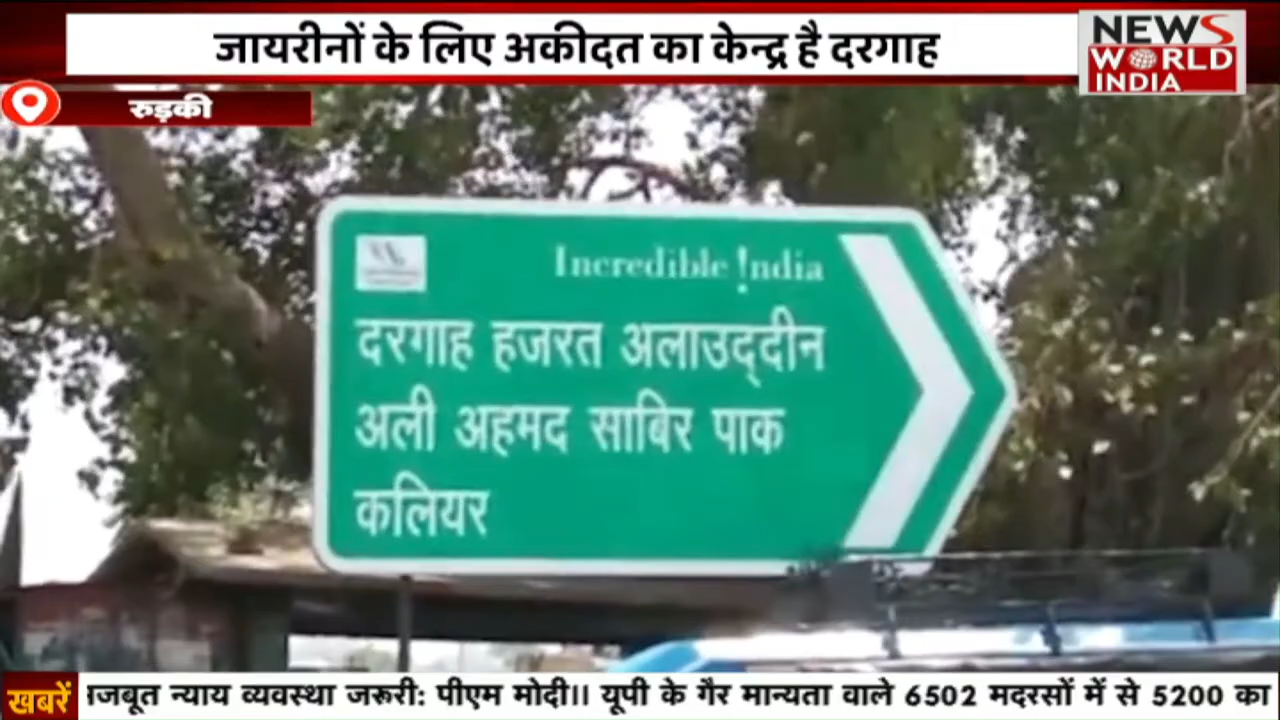 जायरीनों के लिए अकीदत का केन्द्र है दरगाह
NEWS
WORLD
INDIA
रुड़की
Incredible !ndia
दरगाह हजरत अलाउद्‌दीन
अली अहमद साबिर पाक
कलियर
खबरें
न्याय व्यवस्था जरूरी: पीएम मोदी।। यूपी के गैर मान्यता वाले 6502 मदरसों में से 5200 का